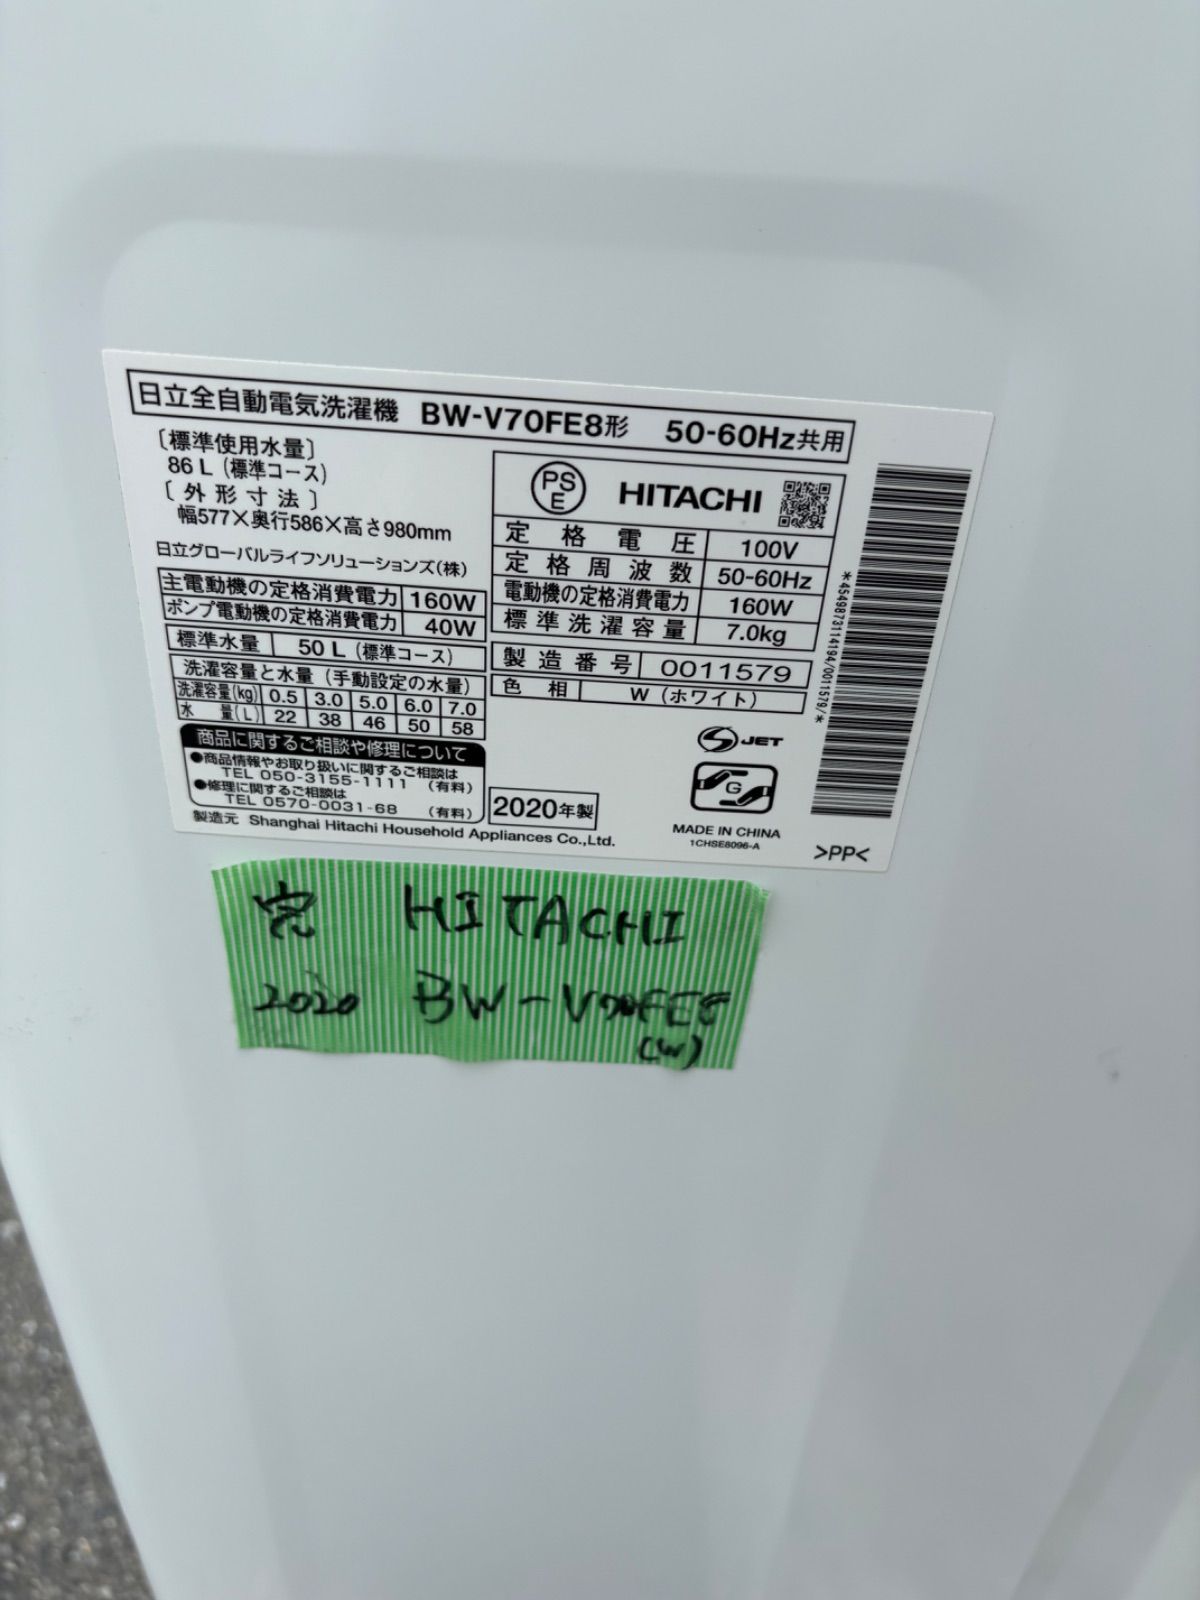 日立全自動電気洗濯機 BW-V70FE8形 50-60Hz共用
〔標準使用水量〕
86 L (標準コース)
〔外形寸法〕
幅577×奥行586×高さ980mm
日立グローバルライフソリューションズ(株)
主電動機の定格消費電力 160W
ポンプ電動機の定格消費電力 40W
標準水量 50 L (標準コース)
洗濯容量と水量 (手動設定の水量)
洗濯容量(kg) 0.5 3.0 5.0 6.0 7.0
水量(L) 22 38 46 50 58
商品に関するご相談や修理について
●商品情報やお取り扱いに関するご相談は
TEL 050-3155-1111 (有料)
●修理に関するご相談は
TEL 0570-0031-68 (有料)
製造元 Shanghai Hitachi Household Appliances Co.,Ltd.
PS
E
HITACHI
定格電圧 100V
定格周波数 50-60Hz
電動機の定格消費電力 160W
標準洗濯容量 7.0kg
製造番号 0011579
色相 W (ホワイト)
JET
G
2020年製
MADE IN CHINA
1CHSE8096-A
>PP<
*4549873114194/0011579/*
完 HITACHI
2020 BW-V70FE8
(W)